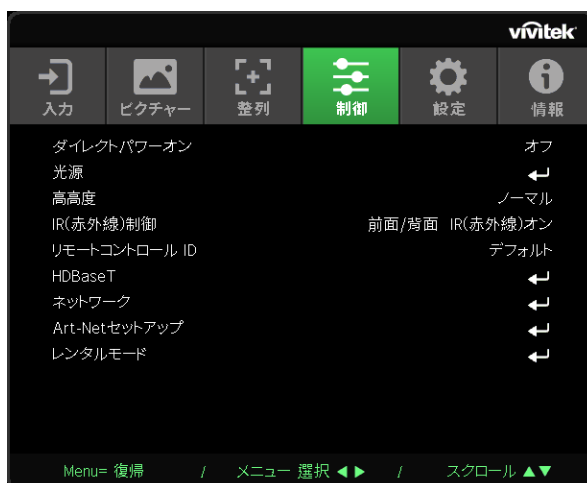 vivitek
入力 ピクチャー 整列 制御 設定 情報
ダイレクトパワーオン オフ
光源
高高度 ノーマル
IR(赤外線)制御 前面/背面 IR(赤外線)オン
リモートコントロール ID デフォルト
HDBaseT
ネットワーク
Art-Netセットアップ
レンタルモード
Menu= 復帰 / メニュー 選択 ◀ ▶ / スクロール ▲▼